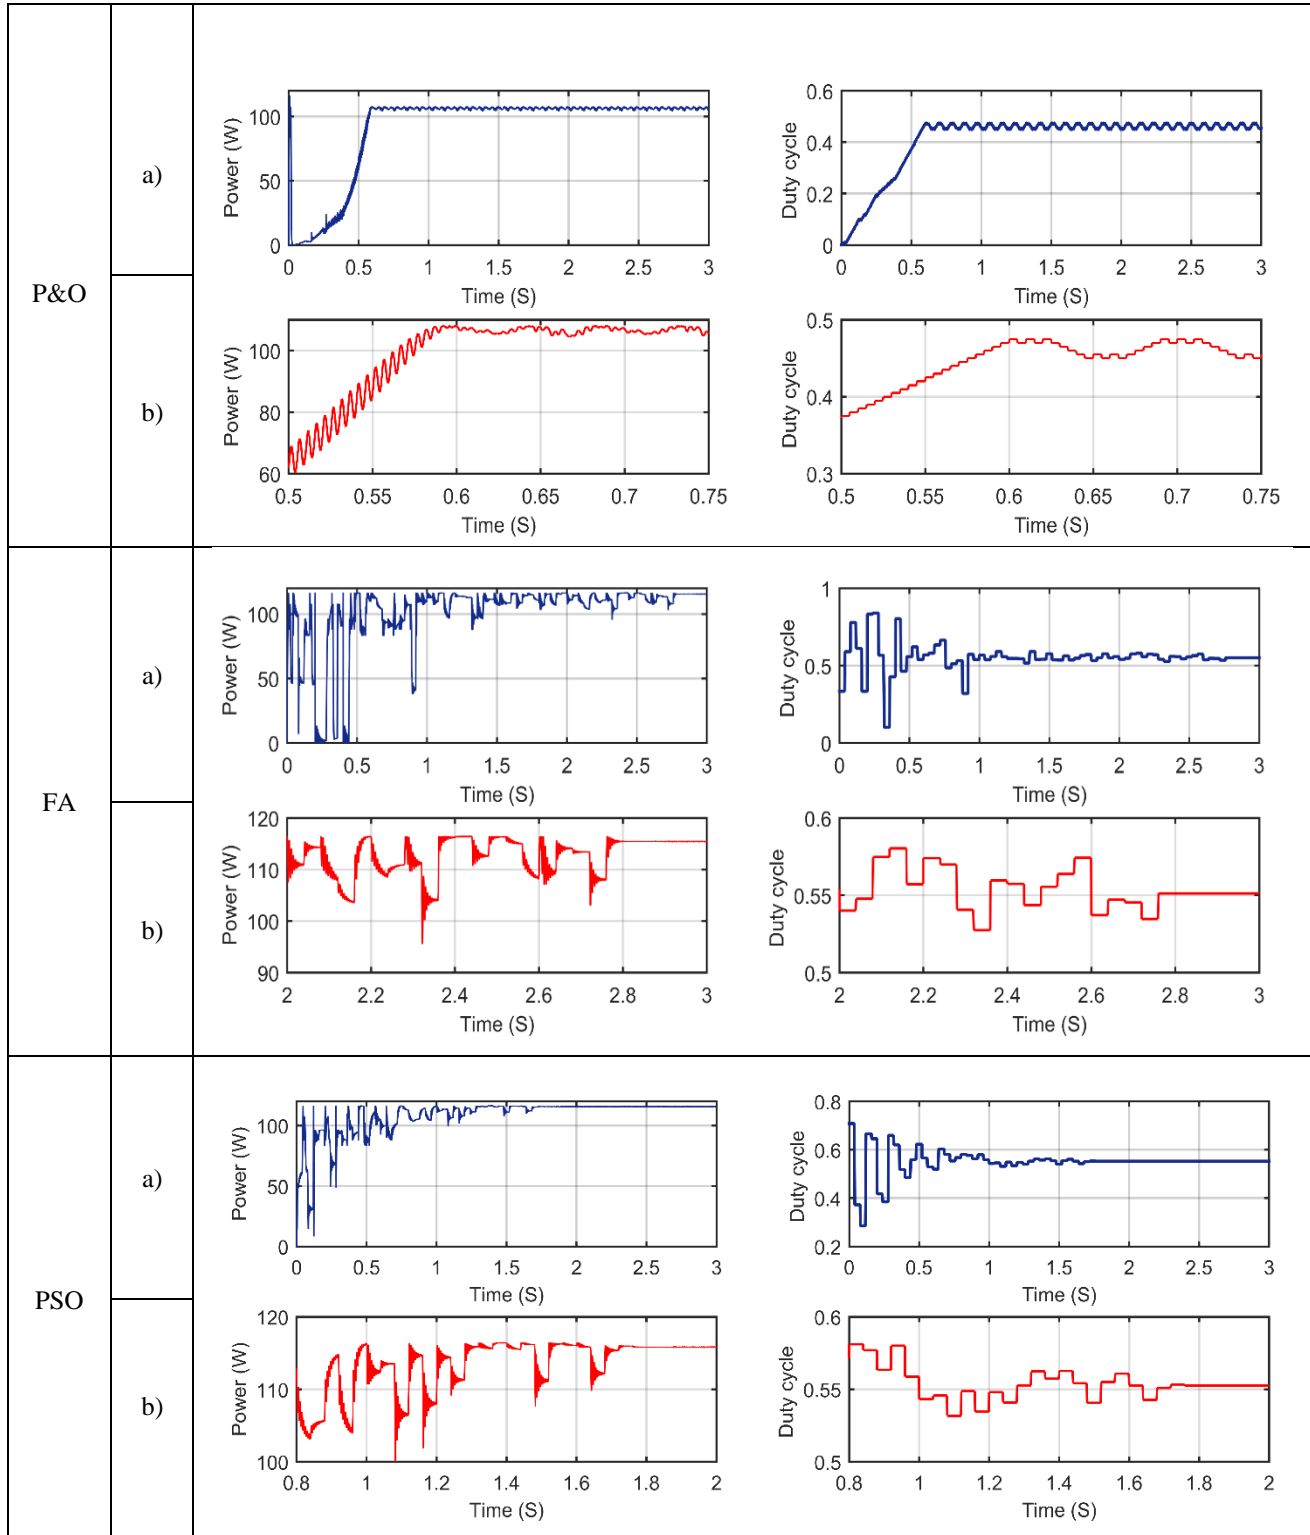 P&O
a)
Power (W)
100
50
0
0 0.5 1 1.5 2 2.5 3
Time (S)
Duty cycle
0.6
0.4
0.2
0
0 0.5 1 1.5 2 2.5 3
Time (S)
b)
Power (W)
100
80
60
0.5 0.55 0.6 0.65 0.7 0.75
Time (S)
Duty cycle
0.5
0.4
0.3
0.5 0.55 0.6 0.65 0.7 0.75
Time (S)
FA
a)
Power (W)
100
50
0
0 0.5 1 1.5 2 2.5 3
Time (S)
Duty cycle
1
0.5
0
0 0.5 1 1.5 2 2.5 3
Time (S)
b)
Power (W)
120
110
100
90
2 2.2 2.4 2.6 2.8 3
Time (S)
Duty cycle
0.6
0.55
0.5
2 2.2 2.4 2.6 2.8 3
Time (S)
PSO
a)
Power (W)
100
50
0
0 0.5 1 1.5 2 2.5 3
Time (S)
Duty cycle
0.8
0.6
0.4
0.2
0 0.5 1 1.5 2 2.5 3
Time (S)
b)
Power (W)
120
110
100
0.8 1 1.2 1.4 1.6 1.8 2
Time (S)
Duty cycle
0.6
0.55
0.5
0.8 1 1.2 1.4 1.6 1.8 2
Time (S)